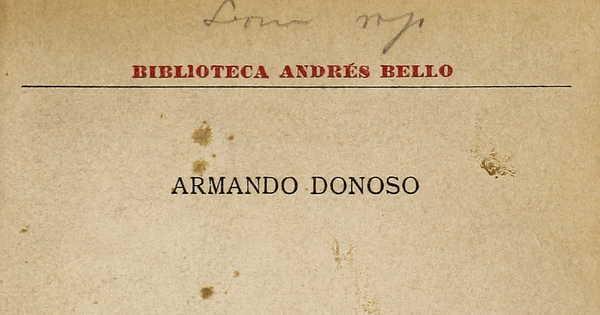 BIBLIOTECA ANDRÉS BELLO
ARMANDO DONOSO